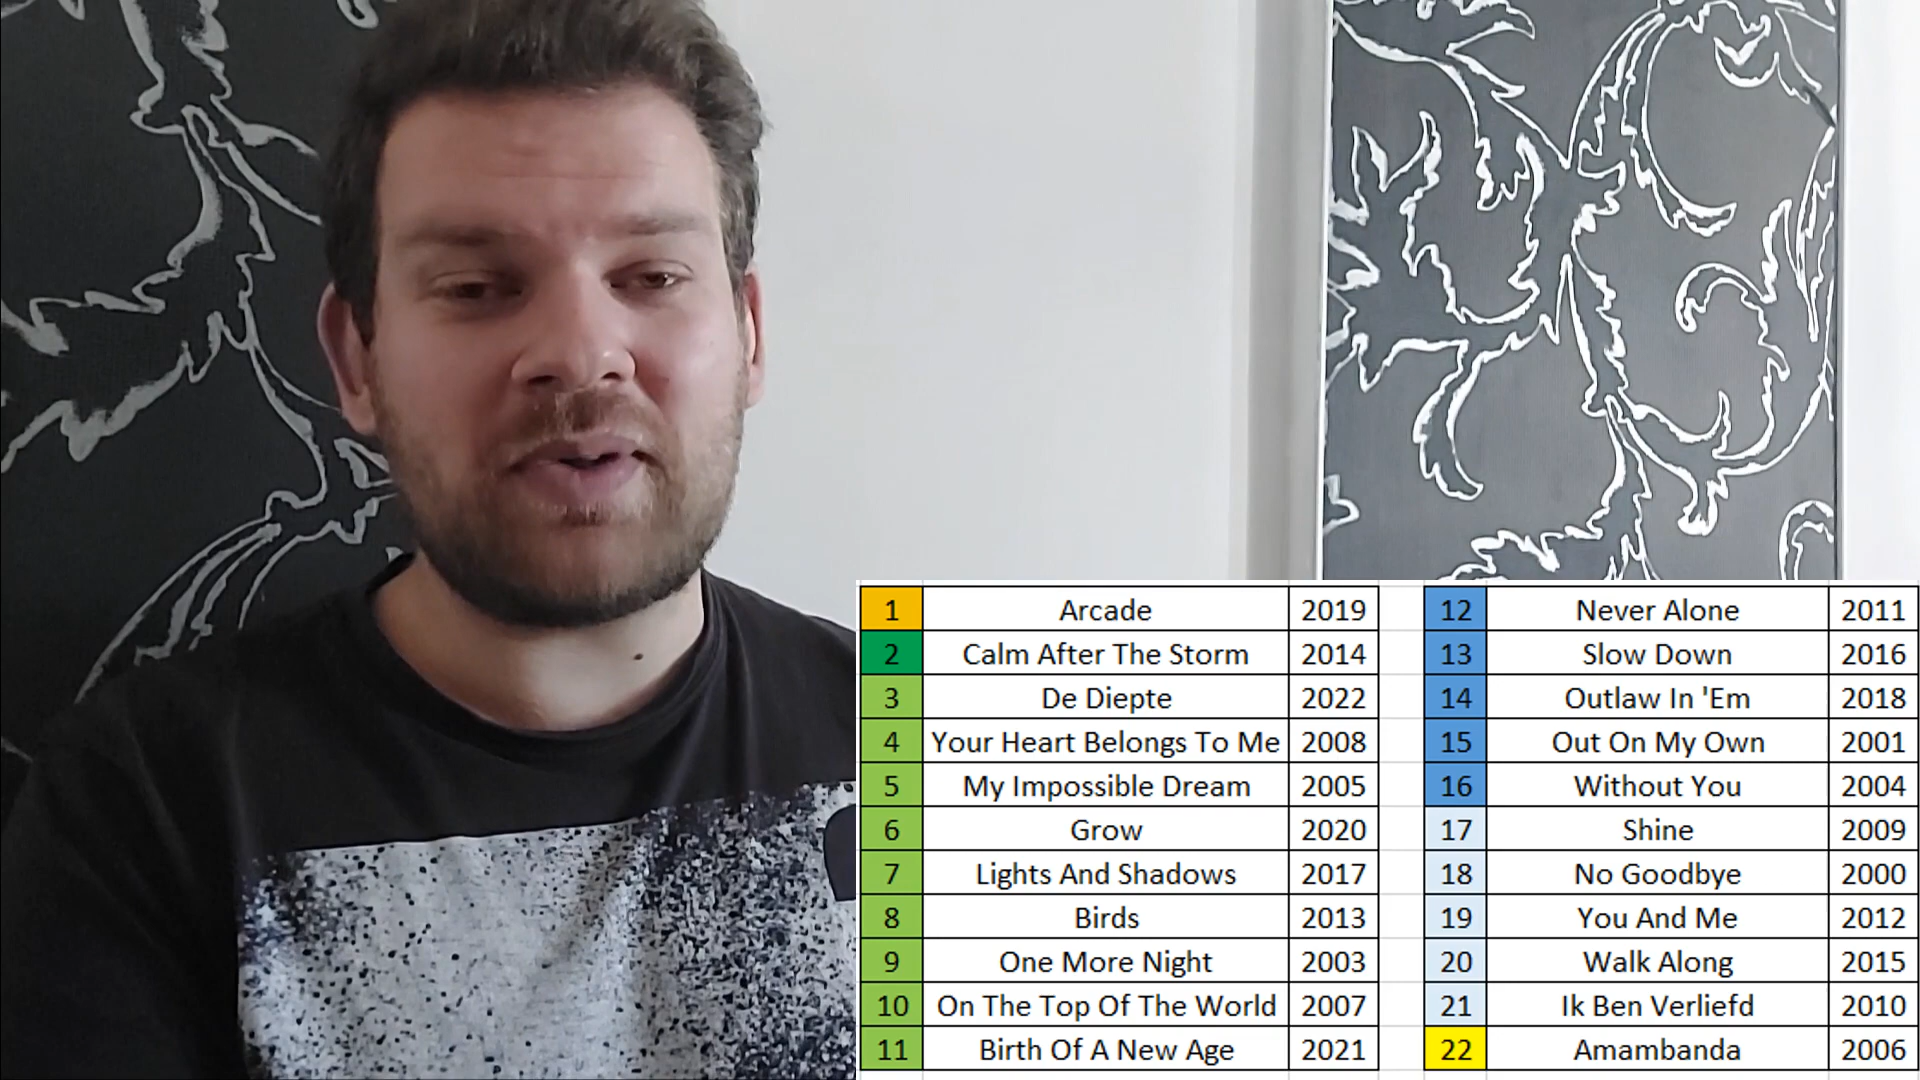 1 Arcade 2019
2 Calm After The Storm 2014
3 De Diepte 2022
4 Your Heart Belongs To Me 2008
5 My Impossible Dream 2005
6 Grow 2020
7 Lights And Shadows 2017
8 Birds 2013
9 One More Night 2003
10 On The Top Of The World 2007
11 Birth Of A New Age 2021
12 Never Alone 2011
13 Slow Down 2016
14 Outlaw In 'Em 2018
15 Out On My Own 2001
16 Without You 2004
17 Shine 2009
18 No Goodbye 2000
19 You And Me 2012
20 Walk Along 2015
21 Ik Ben Verliefd 2010
22 Amambanda 2006